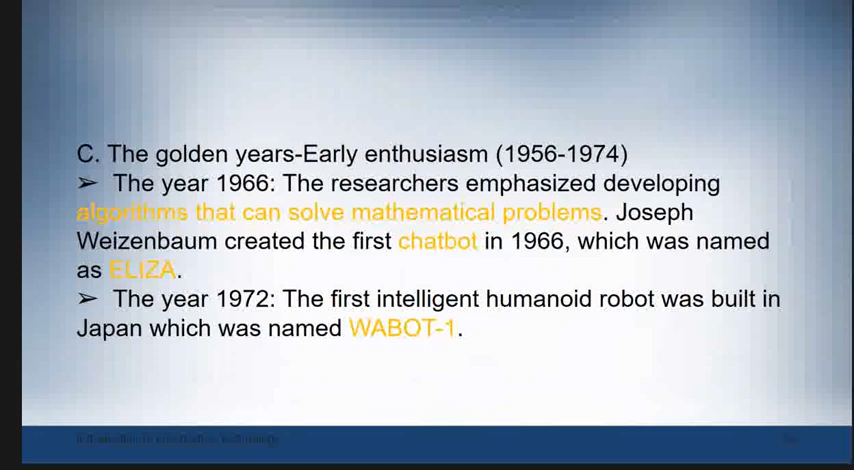 C. The golden years-Early enthusiasm (1956-1974)
➢ The year 1966: The researchers emphasized developing
algorithms that can solve mathematical problems. Joseph
Weizenbaum created the first chatbot in 1966, which was named
as ELIZA.
➢ The year 1972: The first intelligent humanoid robot was built in
Japan which was named WABOT-1.